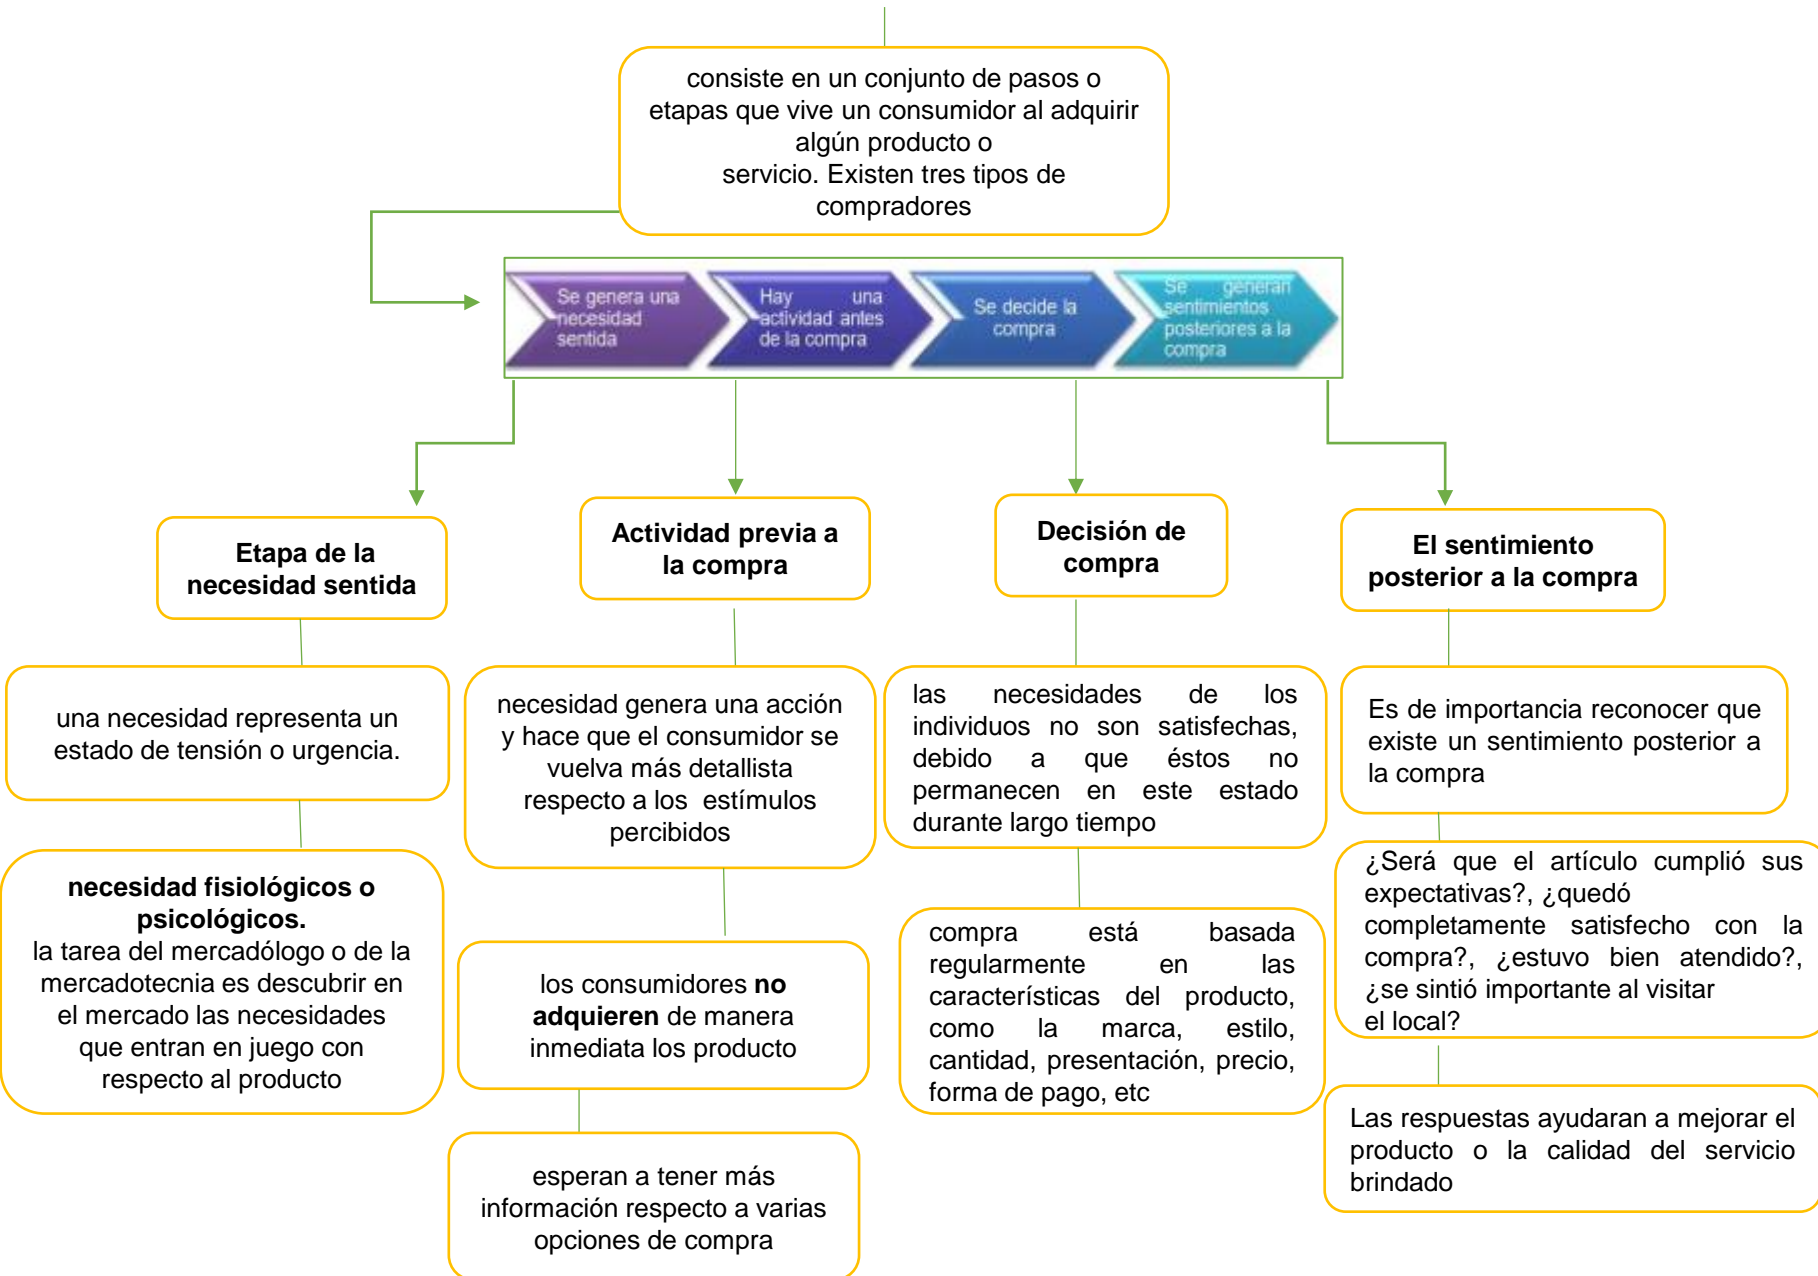 consiste en un conjunto de pasos o
etapas que vive un consumidor al adquirir
algún producto o
servicio. Existen tres tipos de
compradores
Se genera una
necesidad
sentida
Hay una
actividad antes
de la compra
Se decide la
compra
Se generan
sentimientos
posteriores a la
compra
Etapa de la
necesidad sentida
Actividad previa a
la compra
Decisión de
compra
El sentimiento
posterior a la compra
una necesidad representa un
estado de tensión o urgencia.
necesidad genera una acción
y hace que el consumidor se
vuelva más detallista
respecto a los estímulos
percibidos
las necesidades de los
individuos no son satisfechas,
debido a que éstos no
permanecen en este estado
durante largo tiempo
Es de importancia reconocer que
existe un sentimiento posterior a
la compra
necesidad fisiológicos o
psicológicos.
la tarea del mercadólogo o de la
mercadotecnia es descubrir en
el mercado las necesidades
que entran en juego con
respecto al producto
los consumidores no
adquieren de manera
inmediata los producto
compra está basada
regularmente en las
características del producto,
como la marca, estilo,
cantidad, presentación, precio,
forma de pago, etc
¿Será que el artículo cumplió sus
expectativas?, ¿quedó
completamente satisfecho con la
compra?, ¿estuvo bien atendido?,
¿se sintió importante al visitar
el local?
esperan a tener más
información respecto a varias
opciones de compra
Las respuestas ayudaran a mejorar el
producto o la calidad del servicio
brindado